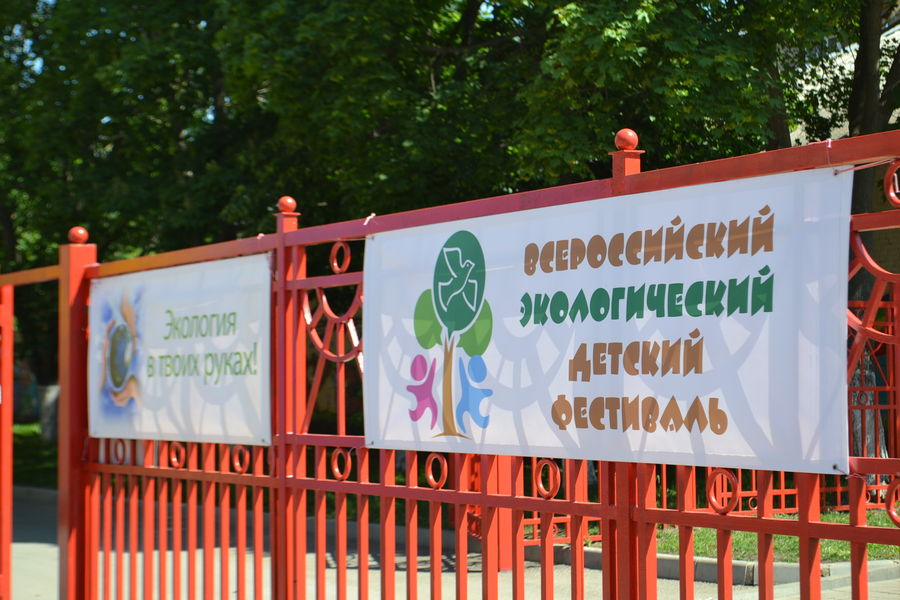 Экология
в твоих руках!
ВСЕРОССИЙСКИЙ
ЭКОЛОГИЧЕСКИЙ
ДЕТСКИЙ
ФЕСТИВАЛЬ